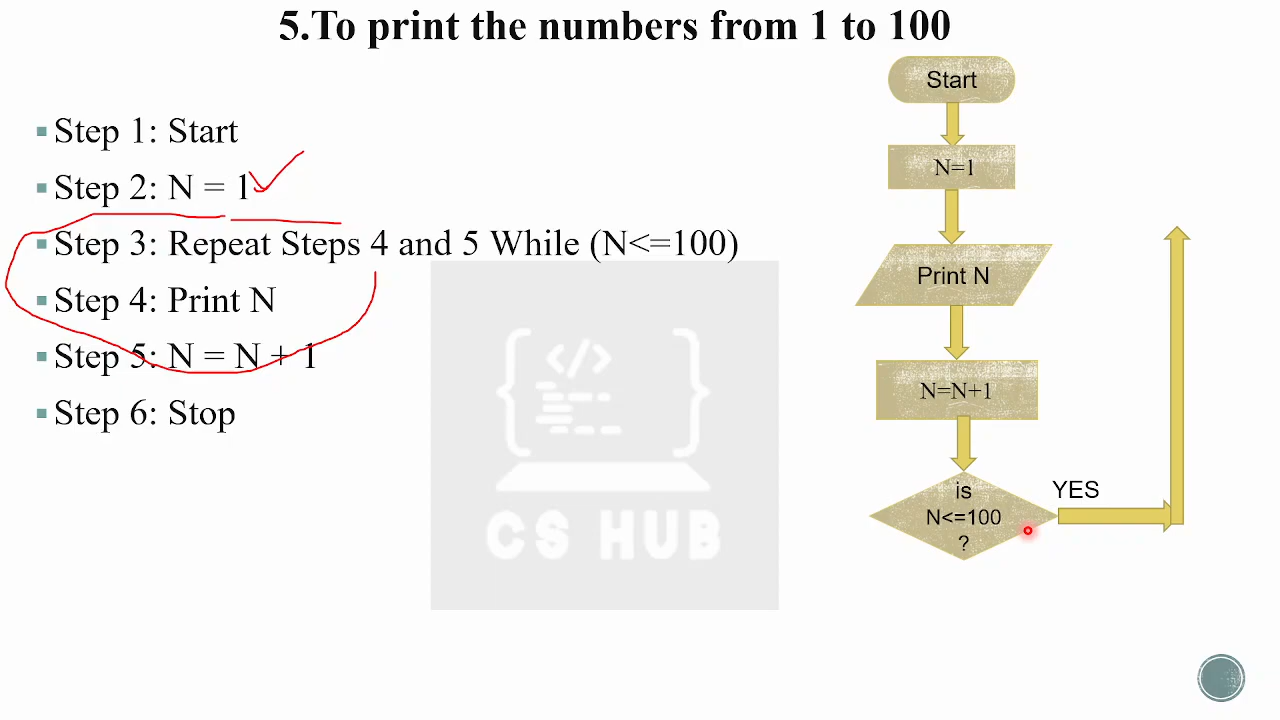 5.To print the numbers from 1 to 100
Step 1: Start
Step 2: N = 1
Step 3: Repeat Steps 4 and 5 While (N<=100)
Step 4: Print N
Step 5: N = N + 1
Step 6: Stop
Start
N=1
Print N
N=N+1
is
N<=100
?
YES
</>
CS HUB